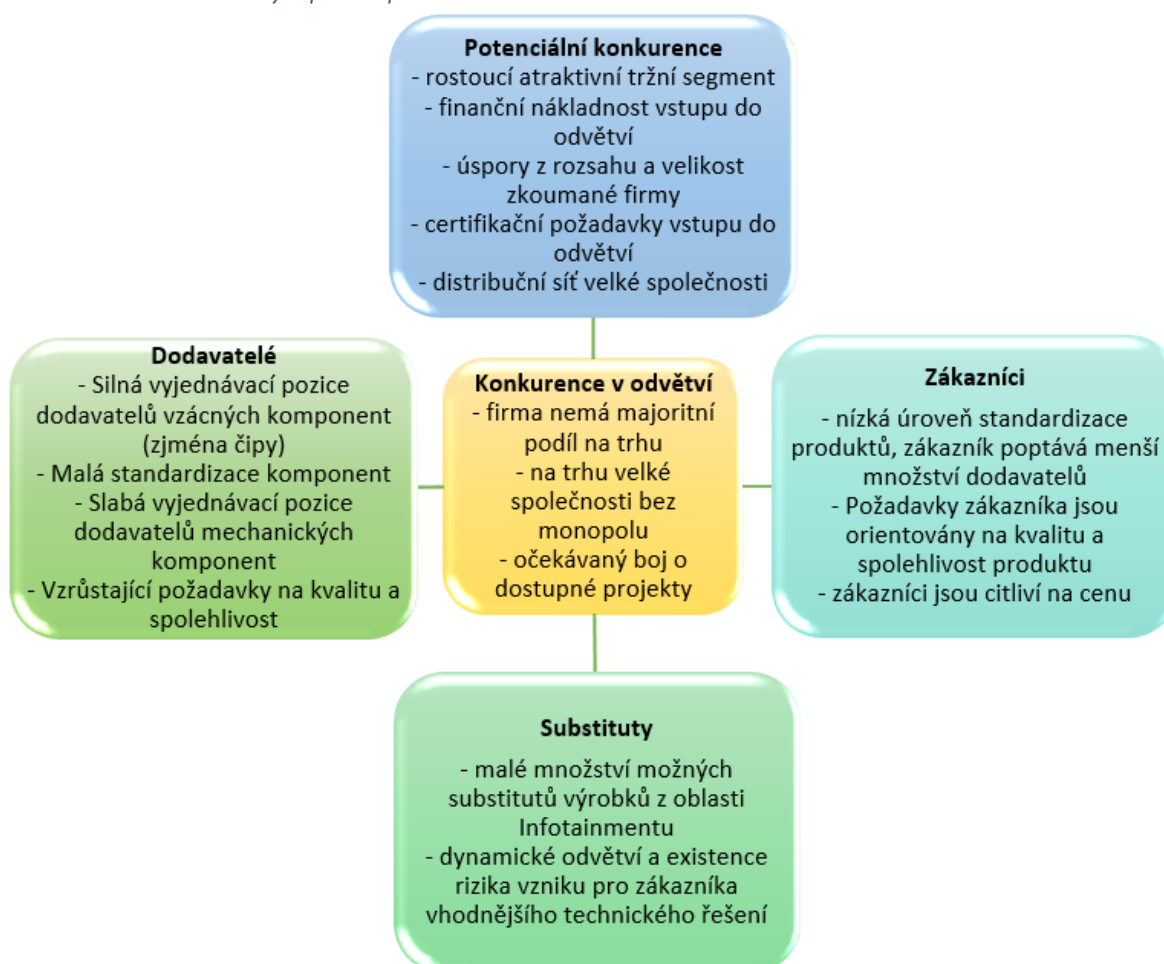 Potenciální konkurence
- rostoucí atraktivní tržní segment
- finanční nákladnost vstupu do
odvětví
- úspory z rozsahu a velikost
zkoumané firmy
- certifikační požadavky vstupu do
odvětví
- distribuční síť velké společnosti
Dodavatelé
- Silná vyjednávací pozice
dodavatelů vzácných komponent
(zjména čipy)
- Malá standardizace komponent
- Slabá vyjednávací pozice
dodavatelů mechanických
komponent
- Vzrůstající požadavky na kvalitu a
spolehlivost
Konkurence v odvětví
- firma nemá majoritní
podíl na trhu
- na trhu velké
společnosti bez
monopolu
- očekávaný boj o
dostupné projekty
Zákazníci
- nízká úroveň standardizace
produktů, zákazník poptává menší
množství dodavatelů
- Požadavky zákazníka jsou
orientovány na kvalitu a
spolehlivost produktu
- zákazníci jsou citliví na cenu
Substituty
- malé množství možných
substitutů výrobků z oblasti
Infotainmentu
- dynamické odvětví a existence
rizika vzniku pro zákazníka
vhodnějšího technického řešení